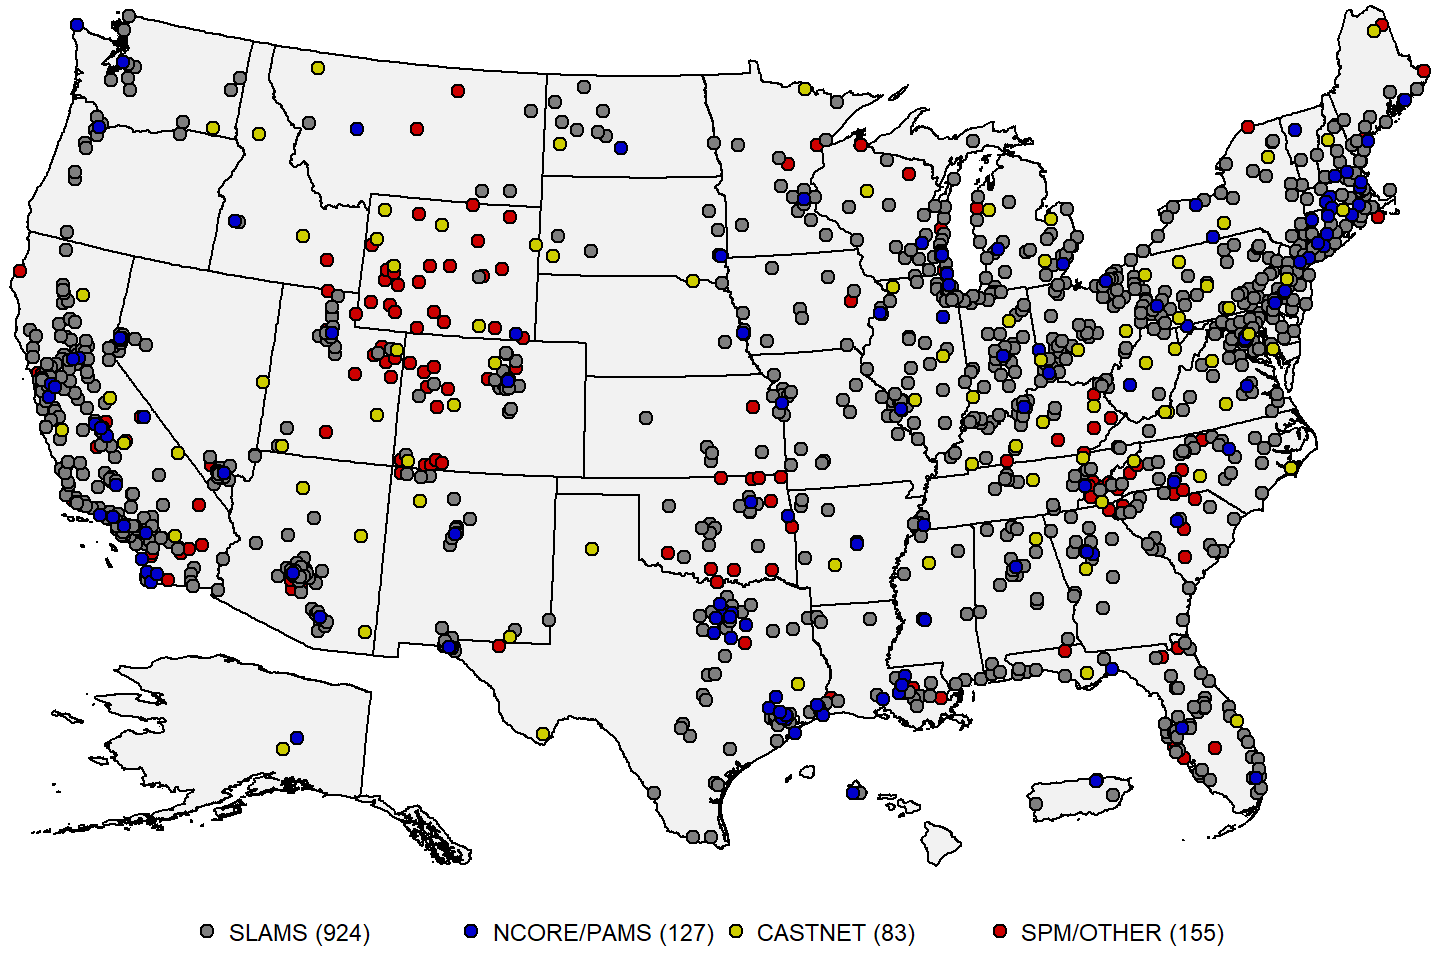 SLAMS (924) NCORE/PAMS (127) CASTNET (83) SPM/OTHER (155)